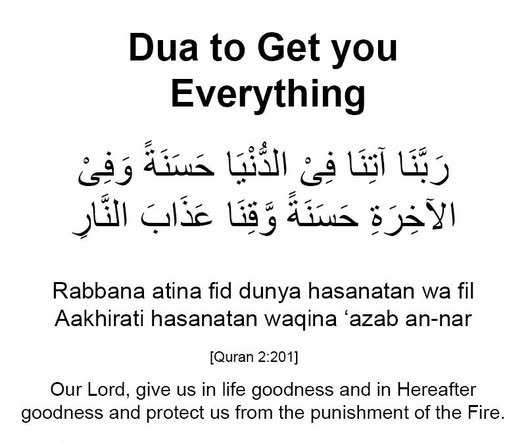 Dua to Get you
Everything
رَبَّنَا آتِنَا فِيْ الدُّنْيَا حَسَنَةً وَفِيْ
الآخِرَةِ حَسَنَةً وَّقِنَا عَذَابَ النَّارِ
Rabbana atina fid dunya hasanatan wa fil
Aakhirati hasanatan waqina ‘azab an-nar
[Quran 2:201]
Our Lord, give us in life goodness and in Hereafter
goodness and protect us from the punishment of the Fire.